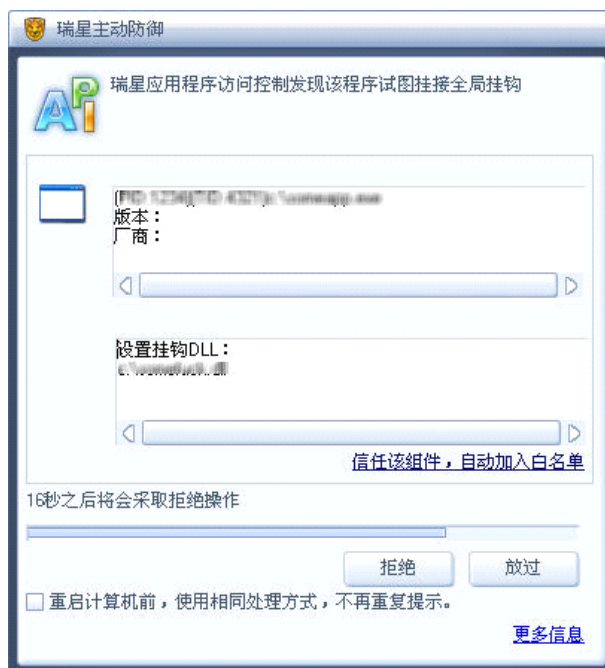 瑞星主动防御
API
瑞星应用程序访问控制发现该程序试图挂接全局挂钩
版本：
厂商：
设置挂钩DLL：
信任该组件，自动加入白名单
16秒之后将会采取拒绝操作
拒绝
放过
重启计算机前，使用相同处理方式，不再重复提示。
更多信息